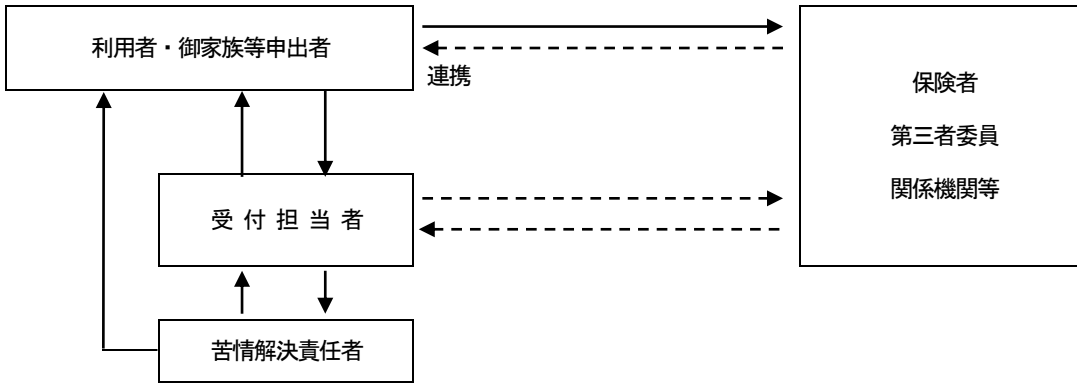 利用者・御家族等申出者
連携
保険者
第三者委員
関係機関等
受 付 担 当 者
苦情解決責任者